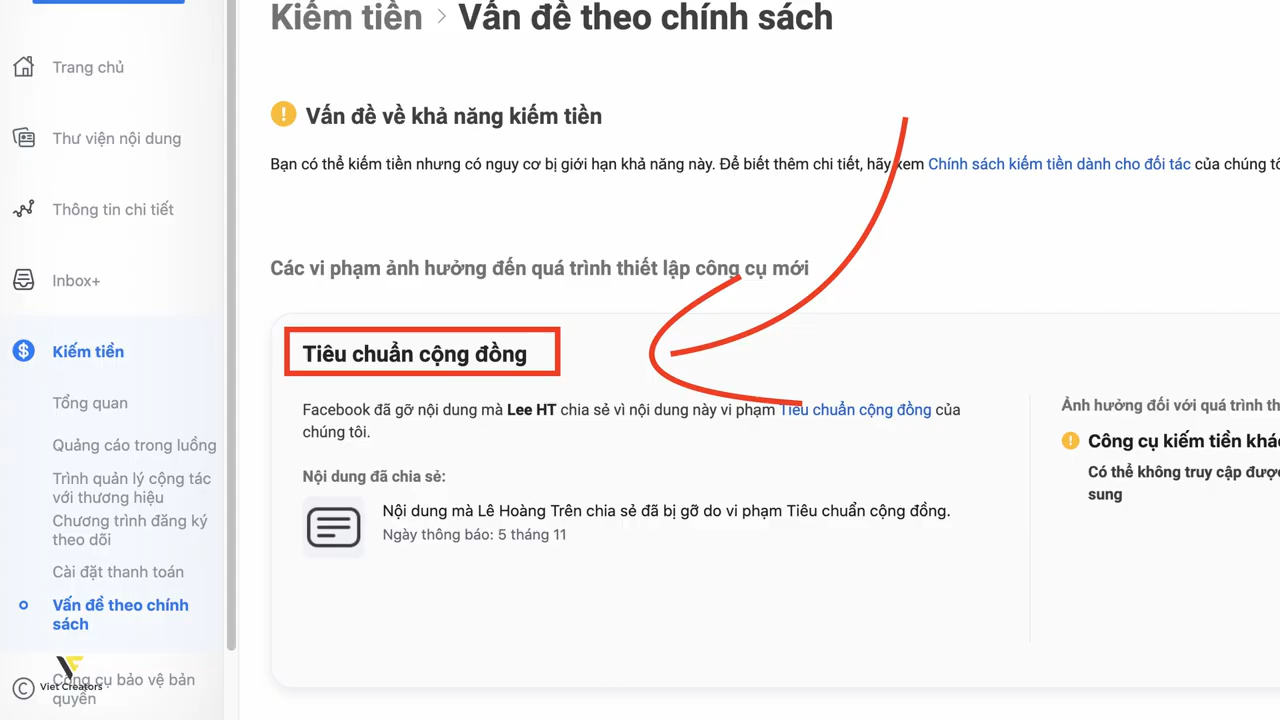 Kiếm tiền > Vấn đề theo chính sách
Trang chủ
Thư viện nội dung
Thông tin chi tiết
Inbox+
Kiếm tiền
Tổng quan
Quảng cáo trong luồng
Trình quản lý cộng tác
với thương hiệu
Chương trình đăng ký
theo dõi
Cài đặt thanh toán
Vấn đề theo chính
sách
Công cụ bảo vệ bản
quyền
Viet Creators
Vấn đề về khả năng kiếm tiền
Bạn có thể kiếm tiền nhưng có nguy cơ bị giới hạn khả năng này. Để biết thêm chi tiết, hãy xem Chính sách kiếm tiền dành cho đối tác của chúng
Các vi phạm ảnh hưởng đến quá trình thiết lập công cụ mới
Tiêu chuẩn cộng đồng
Facebook đã gỡ nội dung mà Lee HT chia sẻ vì nội dung này vi phạm Tiêu chuẩn cộng đồng của
chúng tôi.
Nội dung đã chia sẻ:
Nội dung mà Lê Hoàng Trên chia sẻ đã bị gỡ do vi phạm Tiêu chuẩn cộng đồng.
Ngày thông báo: 5 tháng 11
Ảnh hưởng đối với quá trình
Công cụ kiếm tiền
Có thể không truy cập
sung